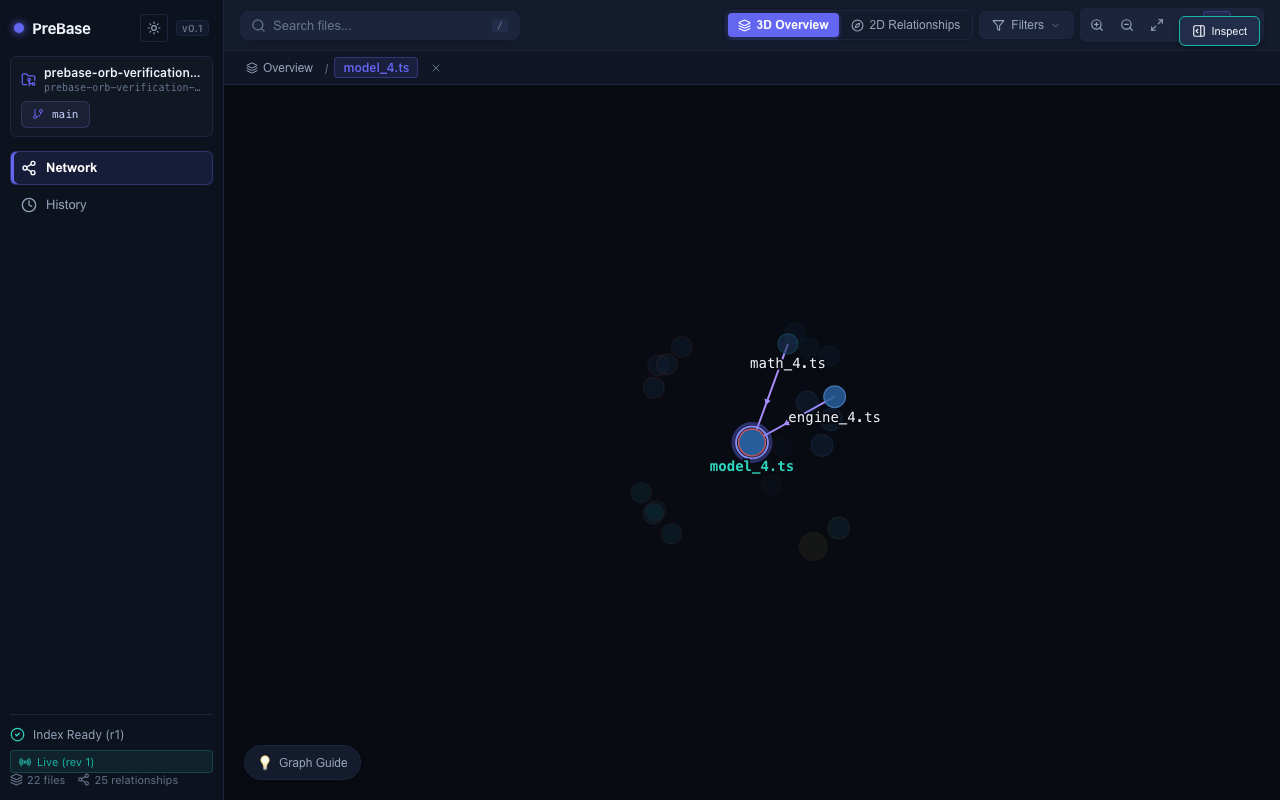 PreBase
v0.1
prebase-orb-verification...
prebase-orb-verification-…
main
Network
History
Index Ready (r1)
Live (rev 1)
22 files
25 relationships
Search files...
/
3D Overview
2D Relationships
Filters
Inspect
Overview
/
model_4.ts
math_4.ts
engine_4.ts
model_4.ts
Graph Guide